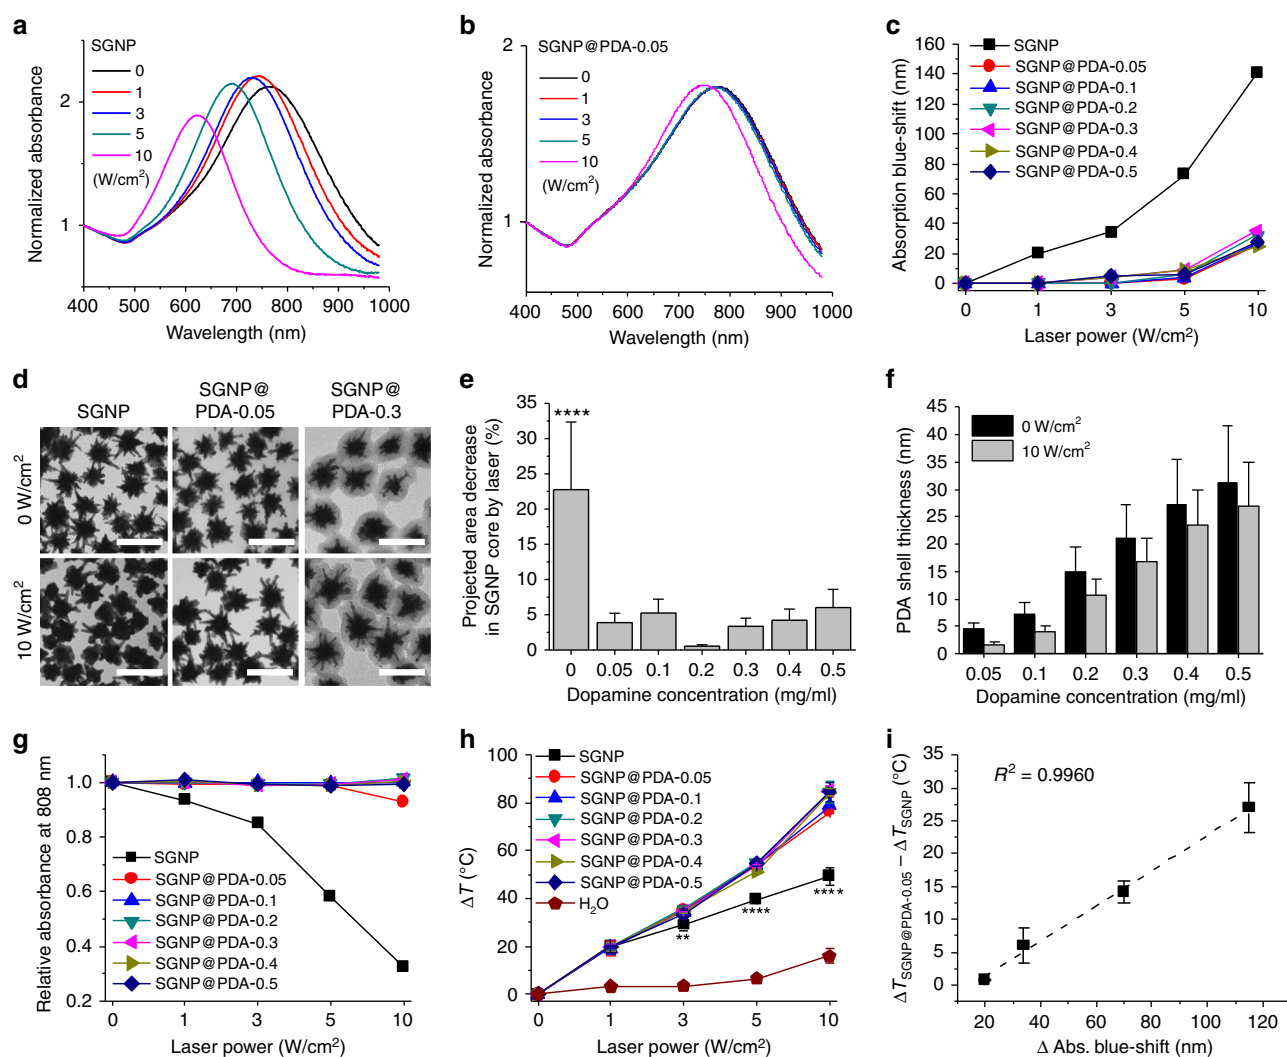 a
SGNP
0
1
3
5
10
(W/cm²)
2
1
Normalized absorbance
400 500 600 700 800 900 1000
Wavelength (nm)
b
SGNP@PDA-0.05
0
1
3
5
10
(W/cm²)
2
1
Normalized absorbance
400 500 600 700 800 900 1000
Wavelength (nm)
c
SGNP
SGNP@PDA-0.05
SGNP@PDA-0.1
SGNP@PDA-0.2
SGNP@PDA-0.3
SGNP@PDA-0.4
SGNP@PDA-0.5
160
140
120
100
80
60
40
20
0
Absorption blue-shift (nm)
0 1 3 5 10
Laser power (W/cm²)
d
SGNP
SGNP@
PDA-0.05
SGNP@
PDA-0.3
0 W/cm²
10 W/cm²
e
35
30
25
20
15
10
5
0
****
Projected area decrease
in SGNP core by laser (%)
0 0.05 0.1 0.2 0.3 0.4 0.5
Dopamine concentration (mg/ml)
f
45
40
35
30
25
20
15
10
5
0
0 W/cm²
10 W/cm²
PDA shell thickness (nm)
0.05 0.1 0.2 0.3 0.4 0.5
Dopamine concentration (mg/ml)
g
1.0
0.8
0.6
0.4
0.2
Relative absorbance at 808 nm
SGNP
SGNP@PDA-0.05
SGNP@PDA-0.1
SGNP@PDA-0.2
SGNP@PDA-0.3
SGNP@PDA-0.4
SGNP@PDA-0.5
0 1 3 5 10
Laser power (W/cm²)
h
100
80
60
40
20
0
ΔT (°C)
SGNP
SGNP@PDA-0.05
SGNP@PDA-0.1
SGNP@PDA-0.2
SGNP@PDA-0.3
SGNP@PDA-0.4
SGNP@PDA-0.5
H₂O
**
****
****
0 1 3 5 10
Laser power (W/cm²)
i
35
30
25
20
15
10
5
0
R² = 0.9960
ΔT SGNP@PDA-0.05 – ΔT SGNP (°C)
20 40 60 80 100 120
Δ Abs. blue-shift (nm)